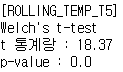 [ROLLING_TEMP_T5]
Welch's t-test
t 통계량 : 18.37
p-value : 0.0